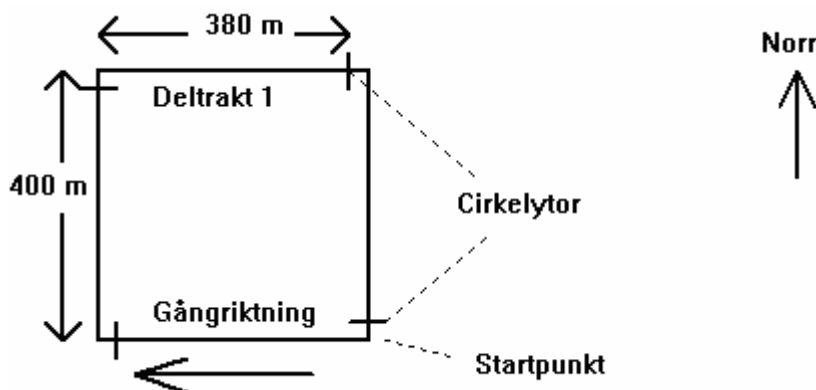 380 m
Norr
Deltrakt 1
400 m
Cirkelytor
Gångriktning
Startpunkt